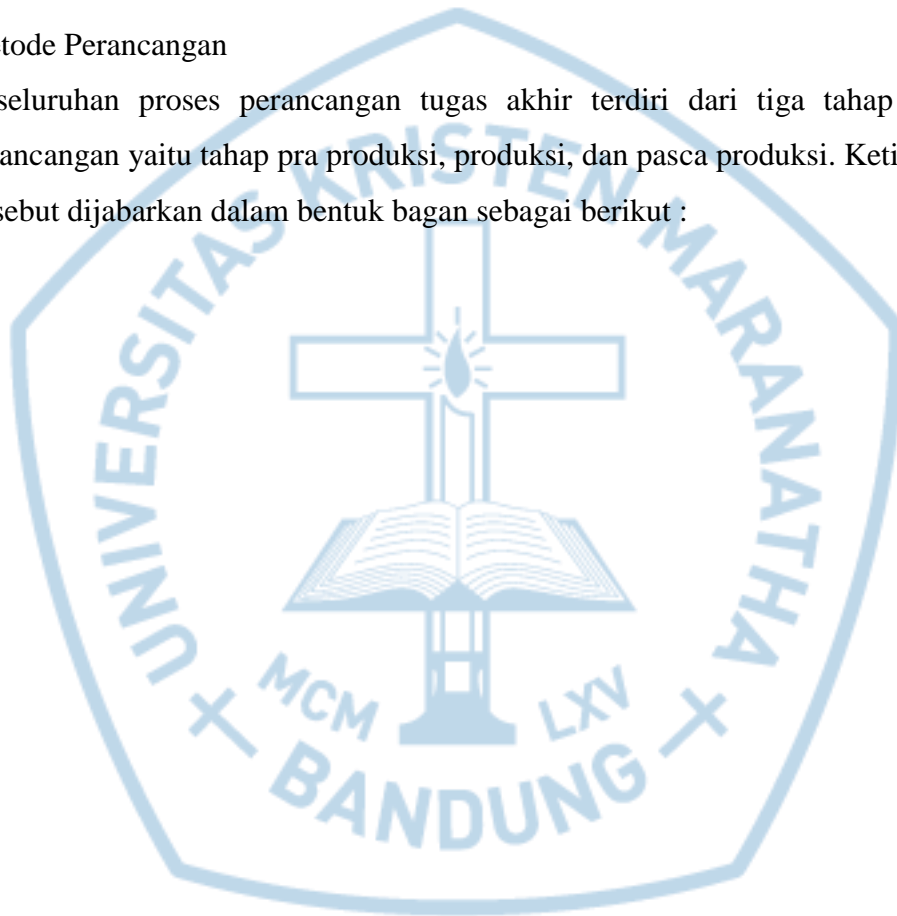 tode Perancangan
seluruhan proses perancangan tugas akhir terdiri dari tiga tahap
ancangan yaitu tahap pra produksi, produksi, dan pasca produksi. Keti
sebut dijabarkan dalam bentuk bagan sebagai berikut :
UNIVERSITAS KRISTEN MARANATHA
MCM LXV
BANDUNG